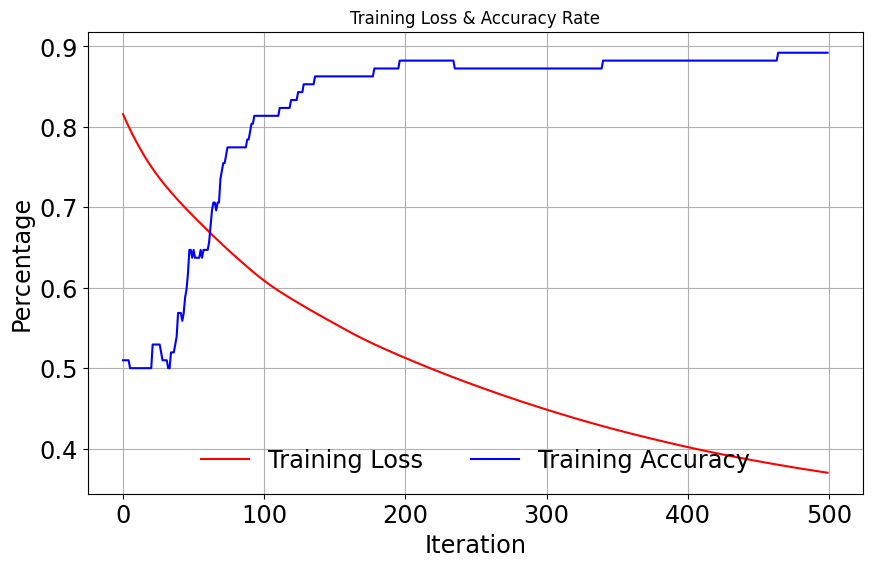 Training Loss & Accuracy Rate
0.9
0.8
0.7
0.6
0.5
0.4
Percentage
Training Loss Training Accuracy
0 100 200 300 400 500
Iteration